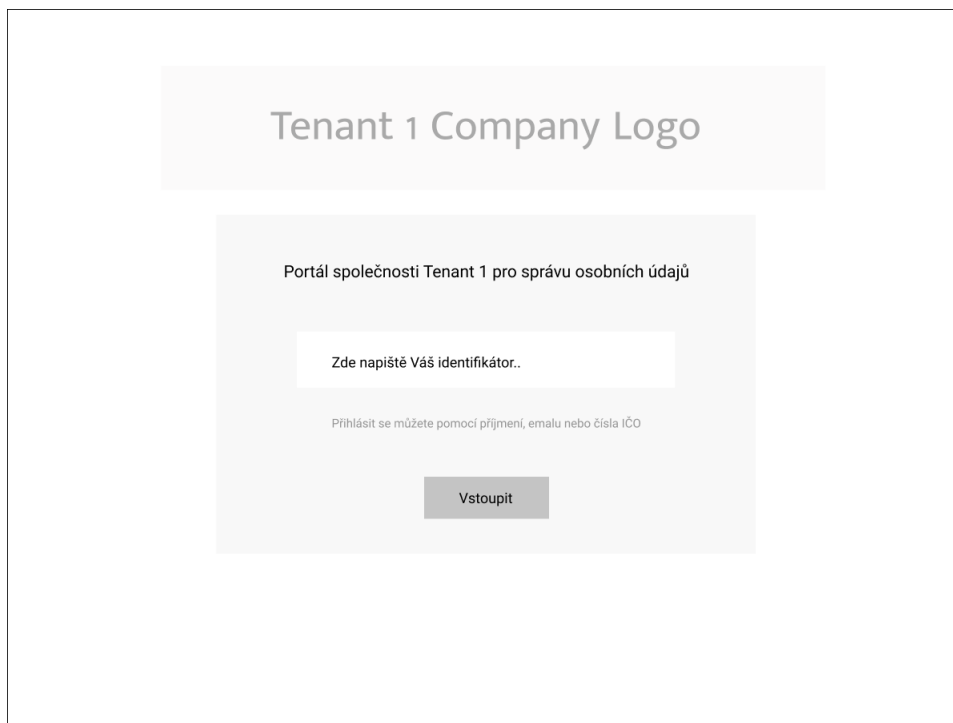 Tenant 1 Company Logo
Portál společnosti Tenant 1 pro správu osobních údajů
Zde napiště Váš identifikátor..
Přihlásit se můžete pomocí příjmení, emalu nebo čísla IČO
Vstoupit